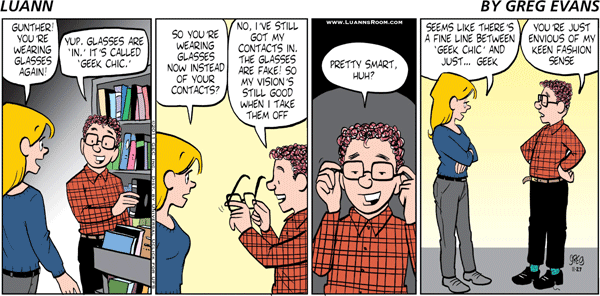 LUANN
BY GREG EVANS
GUNTHER!
YOU'RE
WEARING
GLASSES
AGAIN!
YUP. GLASSES ARE
'IN.' IT'S CALLED
'GEEK CHIC.'
SO YOU'RE
WEARING
GLASSES
NOW INSTEAD
OF YOUR
CONTACTS?
NO, I'VE STILL
GOT MY
CONTACTS IN.
THE GLASSES
ARE FAKE! SO
MY VISION'S
STILL GOOD
WHEN I TAKE
THEM OFF
www.LuannsRoom.com
PRETTY SMART,
HUH?
SEEMS LIKE THERE'S
A FINE LINE BETWEEN
'GEEK CHIC' AND
JUST... GEEK
YOU'RE JUST
ENVIOUS OF MY
KEEN FASHION
SENSE
GREG
11-27